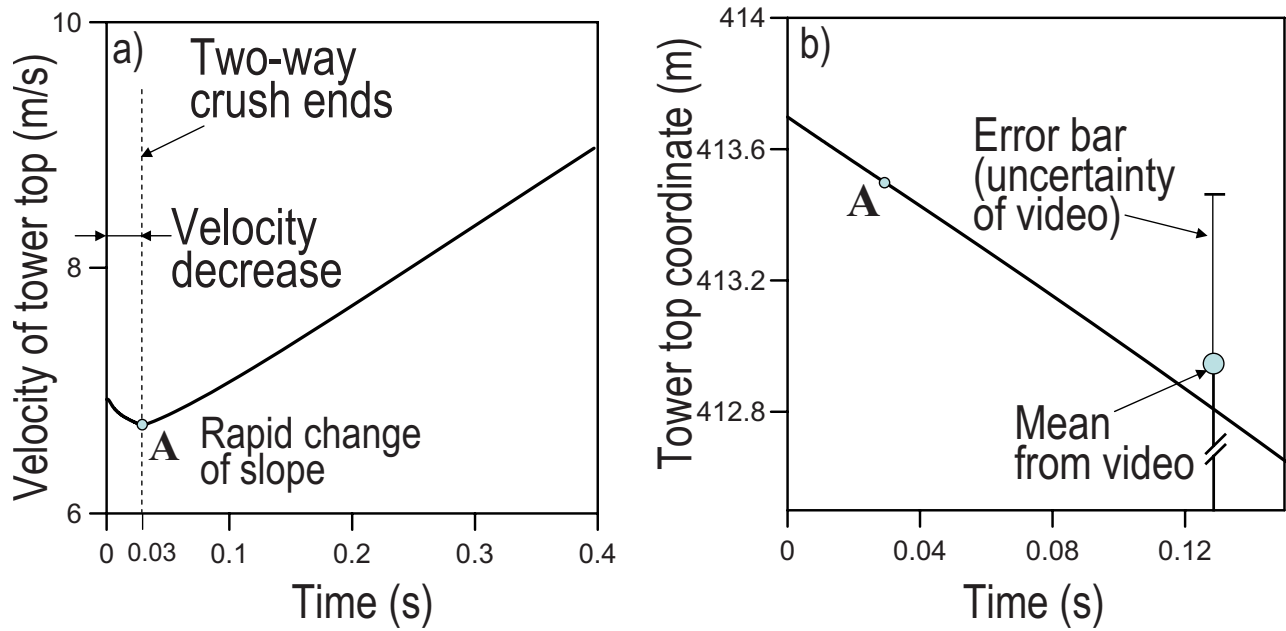 a)
Velocity of tower top (m/s)
10
8
6
Two-way
crush ends
Velocity
decrease
A
Rapid change
of slope
0
0.03
0.1
0.2
0.3
0.4
Time (s)
b)
Tower top coordinate (m)
414
413.6
413.2
412.8
A
Error bar
(uncertainty
of video)
Mean
from video
0
0.04
0.08
0.12
Time (s)